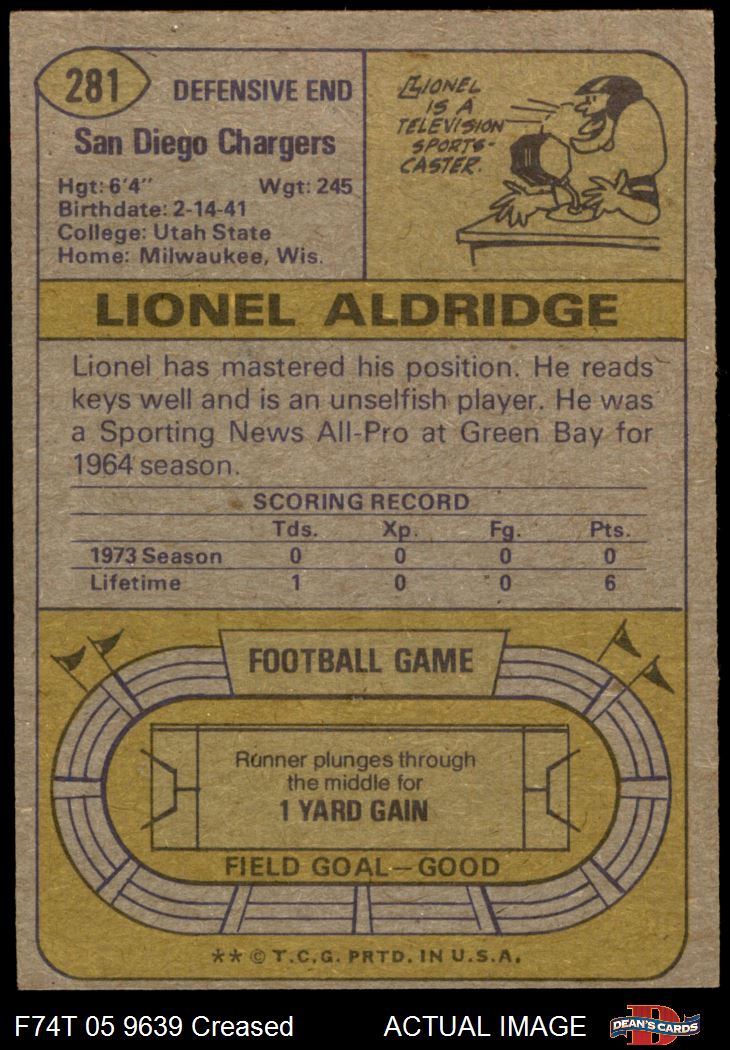 281
DEFENSIVE END
San Diego Chargers
Hgt: 6'4" Wgt: 245
Birthdate: 2-14-41
College: Utah State
Home: Milwaukee, Wis.
LIONEL
IS A
TELEVISION
SPORTS-
CASTER.
LIONEL ALDRIDGE
Lionel has mastered his position. He reads
keys well and is an unselfish player. He was
a Sporting News All-Pro at Green Bay for
1964 season.
SCORING RECORD
Tds. Xp. Fg. Pts.
1973 Season 0 0 0 0
Lifetime 1 0 0 6
FOOTBALL GAME
Runner plunges through
the middle for
1 YARD GAIN
FIELD GOAL—GOOD
** © T.C.G. PRTD. IN U.S.A.
F74T 05 9639 Creased ACTUAL IMAGE
DEAN'S CARDS